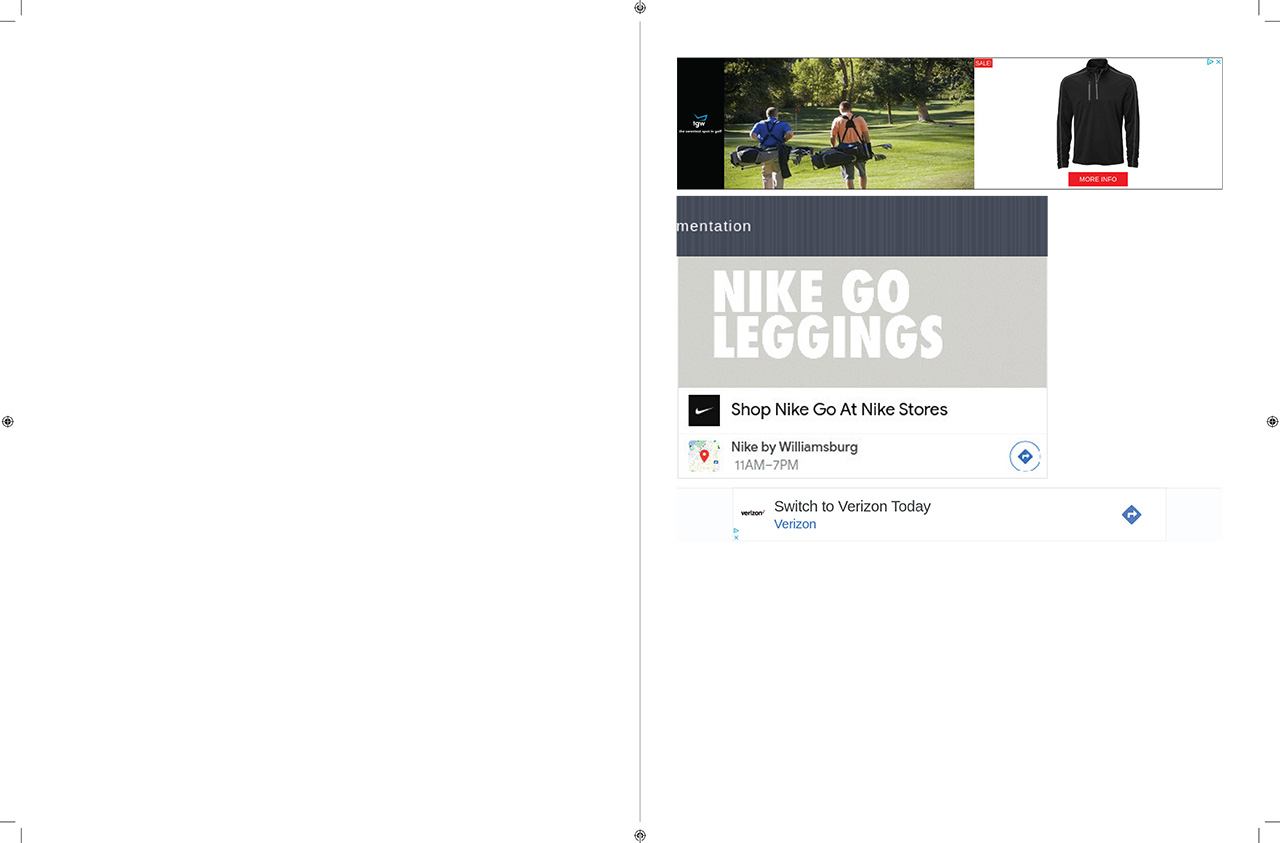 tgw
the sweetest spot in golf
SALE!
MORE INFO
mentation
NIKE GO
LEGGINGS
Shop Nike Go At Nike Stores
Nike by Williamsburg
11AM–7PM
verizon
Switch to Verizon Today
Verizon